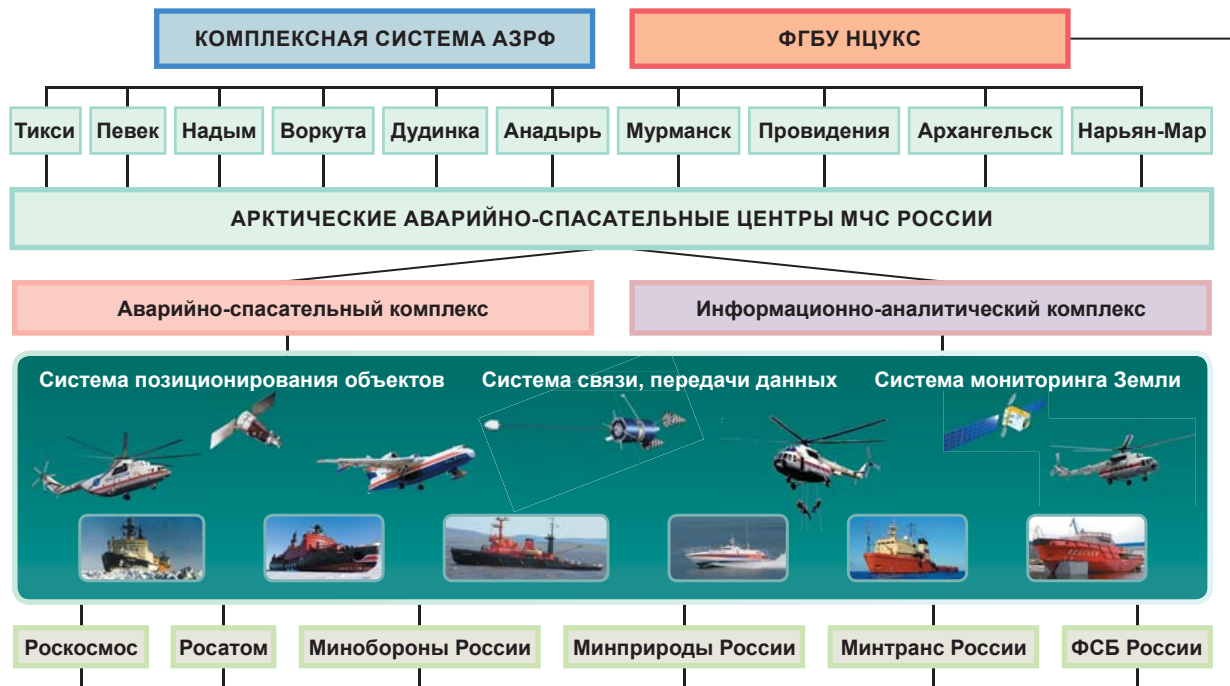 КОМПЛЕКСНАЯ СИСТЕМА АЗРФ
ФГБУ НЦУКС
Тикси
Певек
Надым
Воркута
Дудинка
Анадырь
Мурманск
Провидения
Архангельск
Нарьян-Мар
АРКТИЧЕСКИЕ АВАРИЙНО-СПАСАТЕЛЬНЫЕ ЦЕНТРЫ МЧС РОССИИ
Аварийно-спасательный комплекс
Информационно-аналитический комплекс
Система позиционирования объектов
Система связи, передачи данных
Система мониторинга Земли
Роскосмос
Росатом
Минобороны России
Минприроды России
Минтранс России
ФСБ России